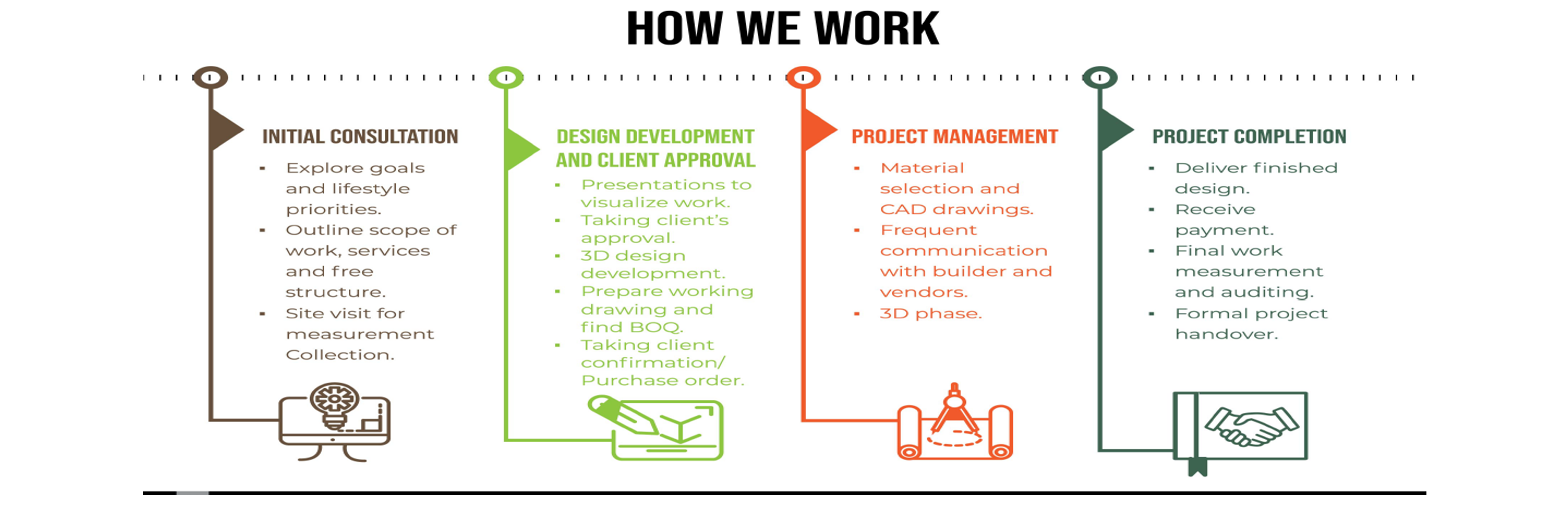 HOW WE WORK
INITIAL CONSULTATION
▪ Explore goals
and lifestyle
priorities.
▪ Outline scope of
work, services
and free
structure.
▪ Site visit for
measurement
Collection.
DESIGN DEVELOPMENT
AND CLIENT APPROVAL
▪ Presentations to
visualize work.
▪ Taking client's
approval.
▪ 3D design
development.
▪ Prepare working
drawing and
find BOQ.
▪ Taking client
confirmation/
Purchase order.
PROJECT MANAGEMENT
▪ Material
selection and
CAD drawings.
▪ Frequent
communication
with builder and
vendors.
▪ 3D phase.
PROJECT COMPLETION
▪ Deliver finished
design.
▪ Receive
payment.
▪ Final work
measurement
and auditing.
▪ Formal project
handover.